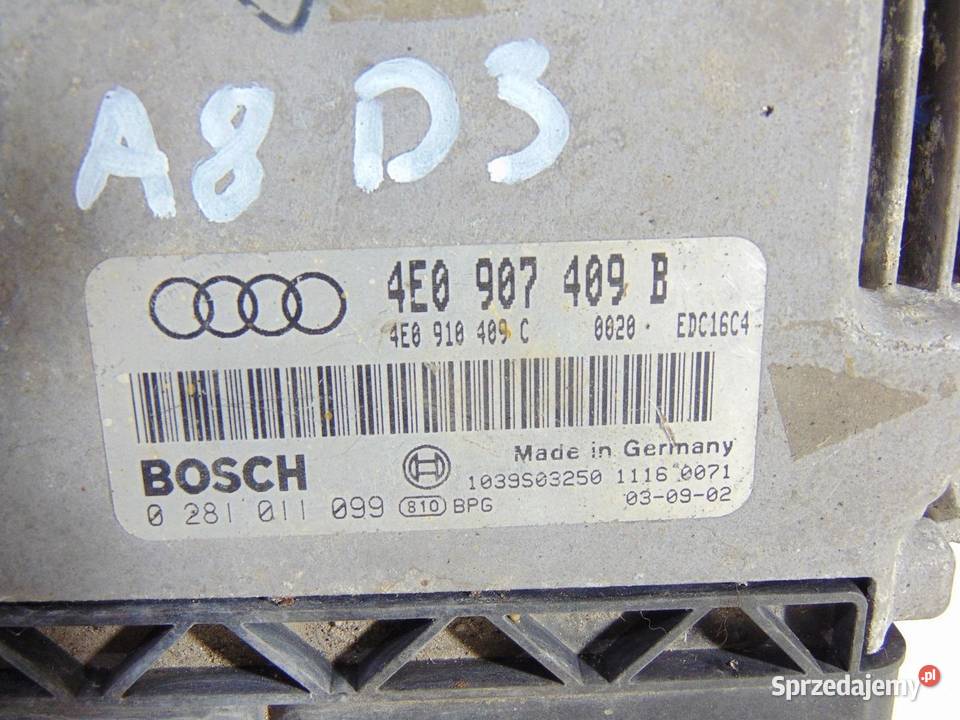 A8 D3
4E0 907 409 B
4E0 910 409 C 0020 EDC16C4
BOSCH Made in Germany
1039S03250 1116 0071
0 281 011 099 810 BPG 03-09-02
Sprzedajemy.pl